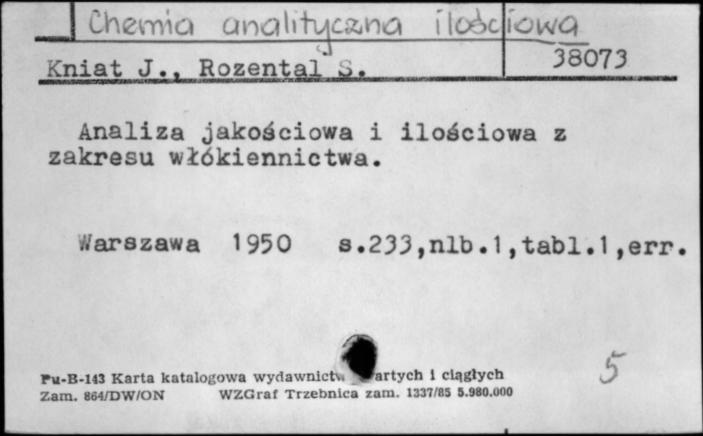 Chemia analityczna ilościowa
38073
Kniat J., Rozental S.
Analiza jakościowa i ilościowa z
zakresu włókiennictwa.
Warszawa 1950 s.233,nlb.1,tabl.1,err.
Pu-B-143 Karta katalogowa wydawnictw artych i ciągłych
Zam. 864/DW/ON WZGraf Trzebnica zam. 1337/85 5.980.000
5